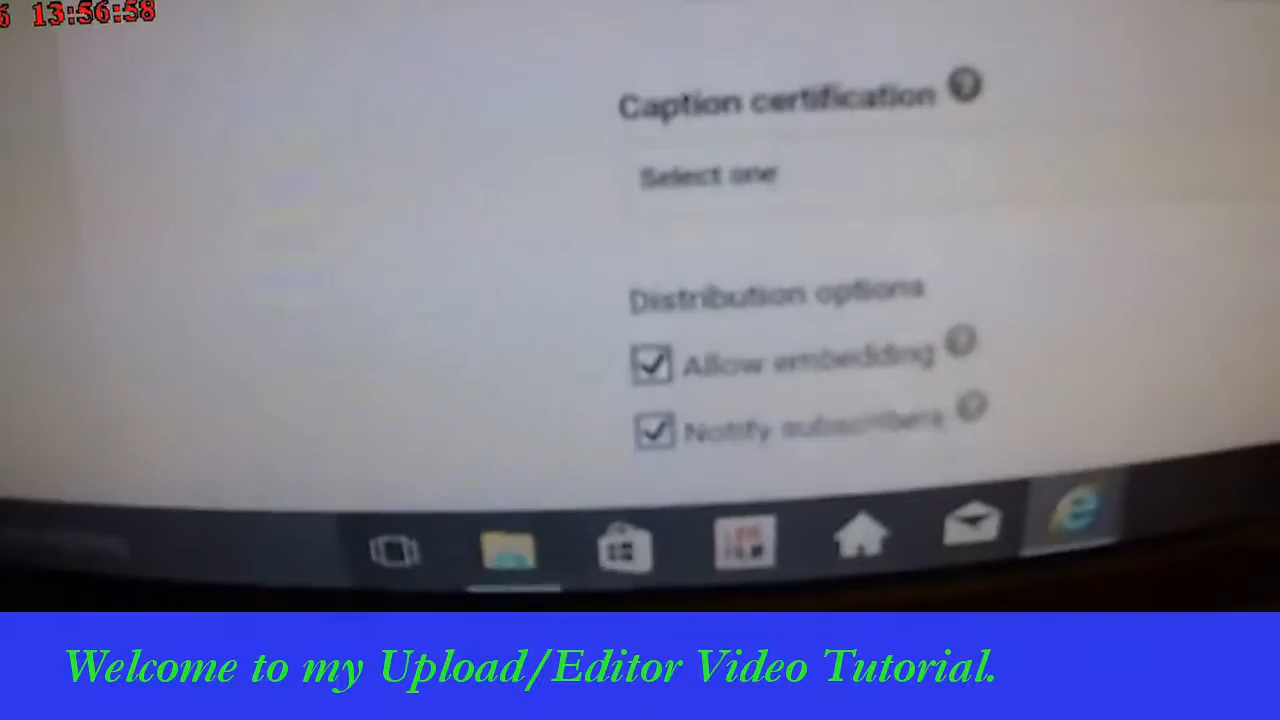 6 13:56:58
Caption certification ?
Select one
Distribution options
Allow embedding ?
Notify subscribers ?
Welcome to my Upload/Editor Video Tutorial.